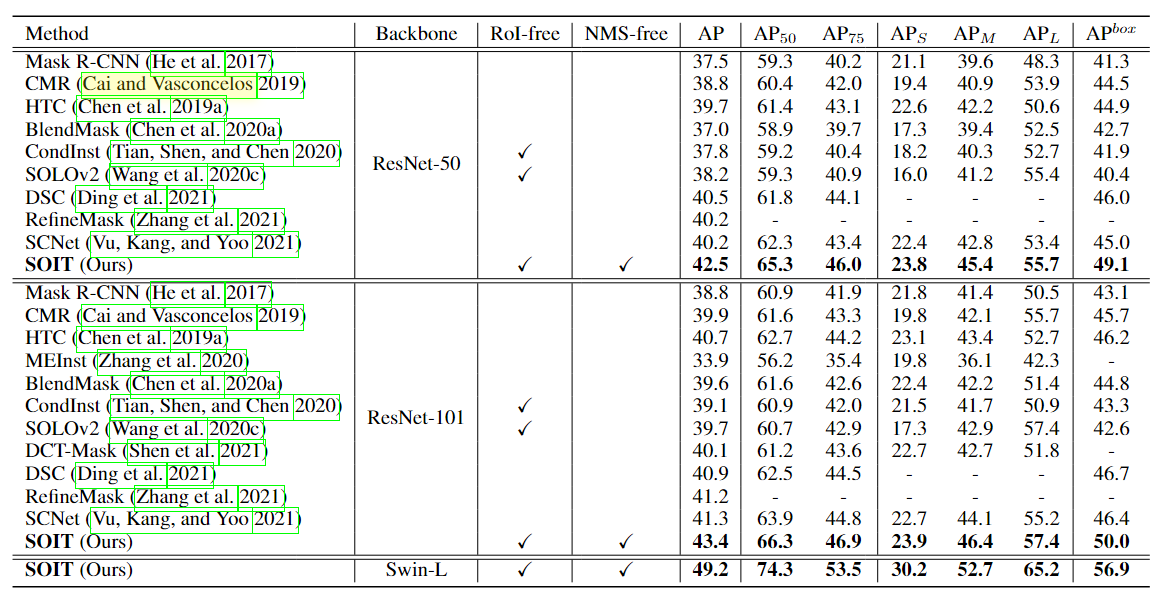 Method Backbone RoI-free NMS-free AP AP50 AP75 APS APM APL APbox
Mask R-CNN (He et al. 2017) 37.5 59.3 40.2 21.1 39.6 48.3 41.3
CMR (Cai and Vasconcelos 2019) 38.8 60.4 42.0 19.4 40.9 53.9 44.5
HTC (Chen et al. 2019a) 39.7 61.4 43.1 22.6 42.2 50.6 44.9
BlendMask (Chen et al. 2020a) 37.0 58.9 39.7 17.3 39.4 52.5 42.7
CondInst (Tian, Shen, and Chen 2020) ✓ 37.8 59.2 40.4 18.2 40.3 52.7 41.9
ResNet-50
SOLOv2 (Wang et al. 2020c) ✓ 38.2 59.3 40.9 16.0 41.2 55.4 40.4
DSC (Ding et al. 2021) 40.5 61.8 44.1 - - - 46.0
RefineMask (Zhang et al. 2021) 40.2 - - - - - -
SCNet (Vu, Kang, and Yoo 2021) 40.2 62.3 43.4 22.4 42.8 53.4 45.0
SOIT (Ours) ✓ ✓ 42.5 65.3 46.0 23.8 45.4 55.7 49.1
Mask R-CNN (He et al. 2017) 38.8 60.9 41.9 21.8 41.4 50.5 43.1
CMR (Cai and Vasconcelos 2019) 39.9 61.6 43.3 19.8 42.1 55.7 45.7
HTC (Chen et al. 2019a) 40.7 62.7 44.2 23.1 43.4 52.7 46.2
MEInst (Zhang et al. 2020) 33.9 56.2 35.4 19.8 36.1 42.3 -
BlendMask (Chen et al. 2020a) 39.6 61.6 42.6 22.4 42.2 51.4 44.8
CondInst (Tian, Shen, and Chen 2020) ✓ 39.1 60.9 42.0 21.5 41.7 50.9 43.3
ResNet-101
SOLOv2 (Wang et al. 2020c) ✓ 39.7 60.7 42.9 17.3 42.9 57.4 42.6
DCT-Mask (Shen et al. 2021) 40.1 61.2 43.6 22.7 42.7 51.8 -
DSC (Ding et al. 2021) 40.9 62.5 44.5 - - - 46.7
RefineMask (Zhang et al. 2021) 41.2 - - - - - -
SCNet (Vu, Kang, and Yoo 2021) 41.3 63.9 44.8 22.7 44.1 55.2 46.4
SOIT (Ours) ✓ ✓ 43.4 66.3 46.9 23.9 46.4 57.4 50.0
SOIT (Ours) Swin-L ✓ ✓ 49.2 74.3 53.5 30.2 52.7 65.2 56.9